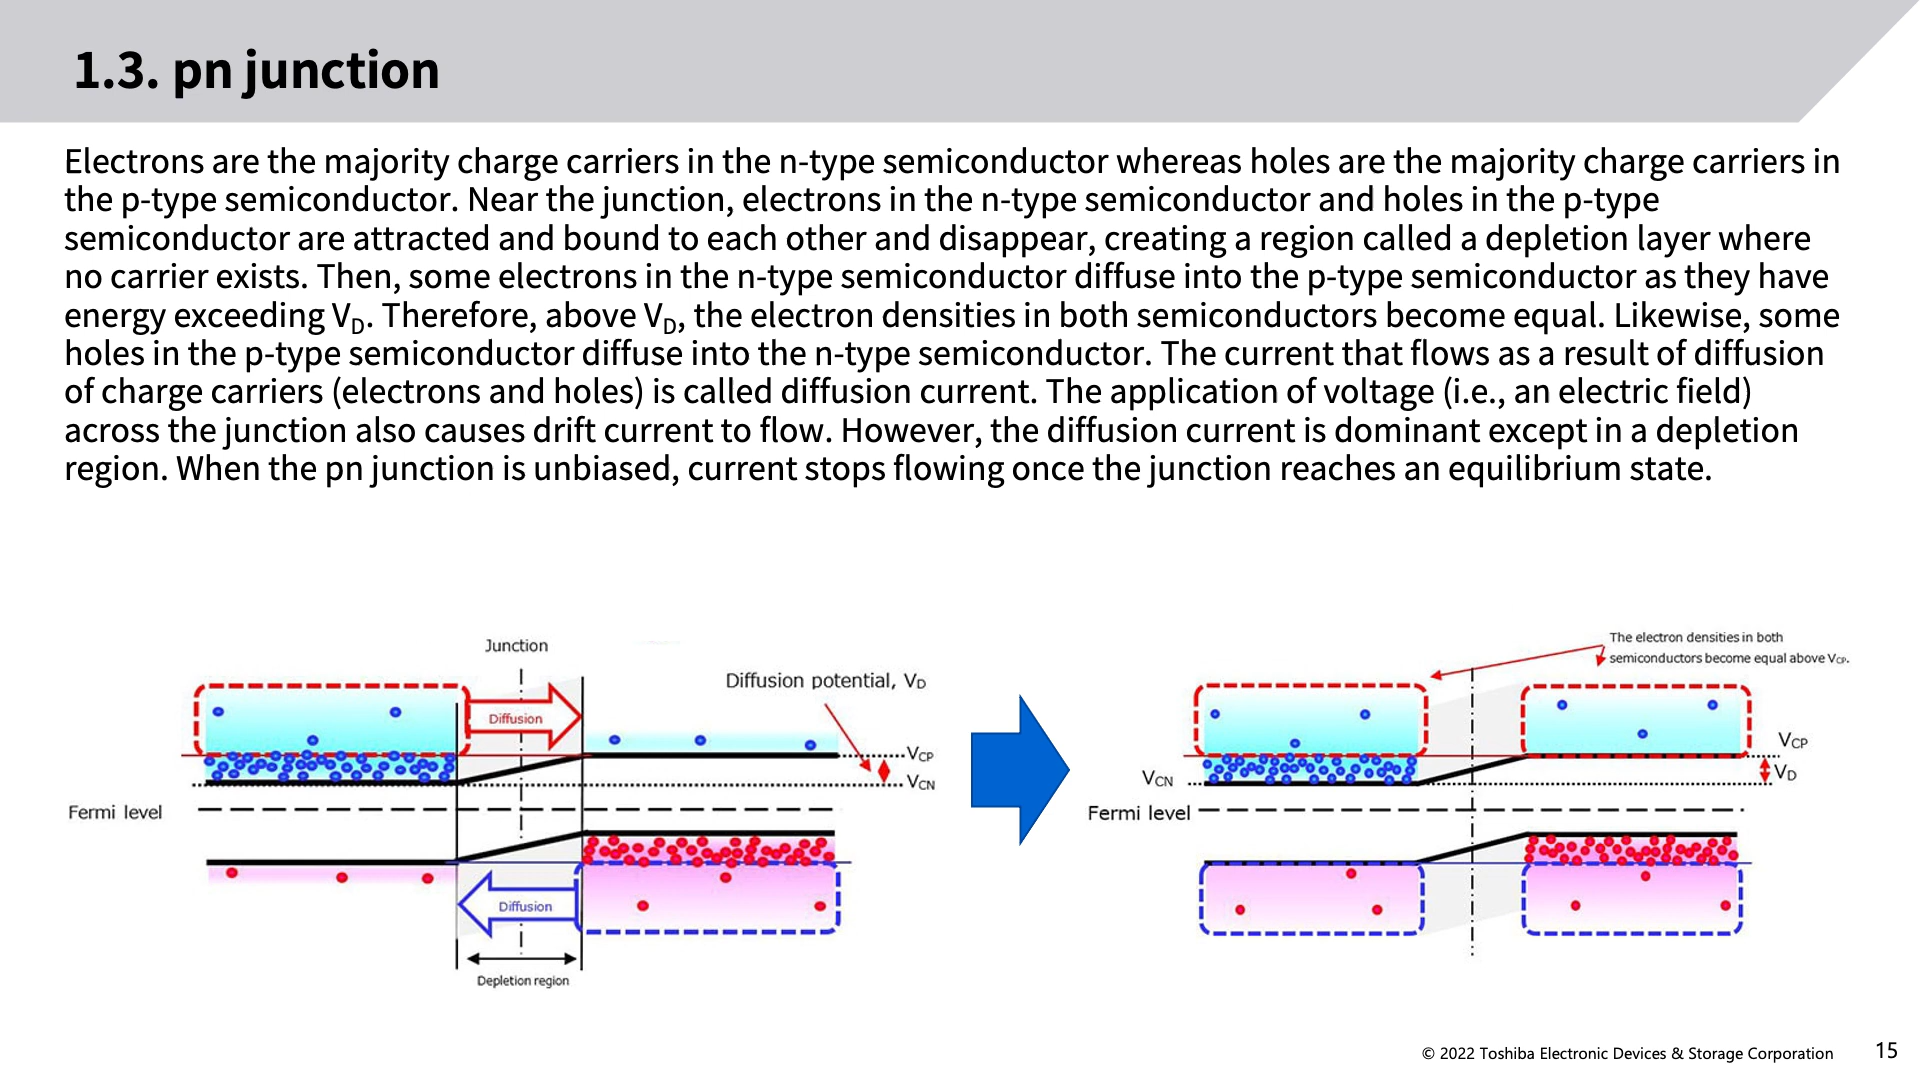 1.3. pn junction
Electrons are the majority charge carriers in the n-type semiconductor whereas holes are the majority charge carriers in
the p-type semiconductor. Near the junction, electrons in the n-type semiconductor and holes in the p-type
semiconductor are attracted and bound to each other and disappear, creating a region called a depletion layer where
no carrier exists. Then, some electrons in the n-type semiconductor diffuse into the p-type semiconductor as they have
energy exceeding VD. Therefore, above VD, the electron densities in both semiconductors become equal. Likewise, some
holes in the p-type semiconductor diffuse into the n-type semiconductor. The current that flows as a result of diffusion
of charge carriers (electrons and holes) is called diffusion current. The application of voltage (i.e., an electric field)
across the junction also causes drift current to flow. However, the diffusion current is dominant except in a depletion
region. When the pn junction is unbiased, current stops flowing once the junction reaches an equilibrium state.
Junction
Diffusion potential, VD
Diffusion
VCP
VCN
Fermi level
Diffusion
Depletion region
The electron densities in both
semiconductors become equal above VCP.
VCP
VCN
VD
Fermi level
© 2022 Toshiba Electronic Devices & Storage Corporation
15